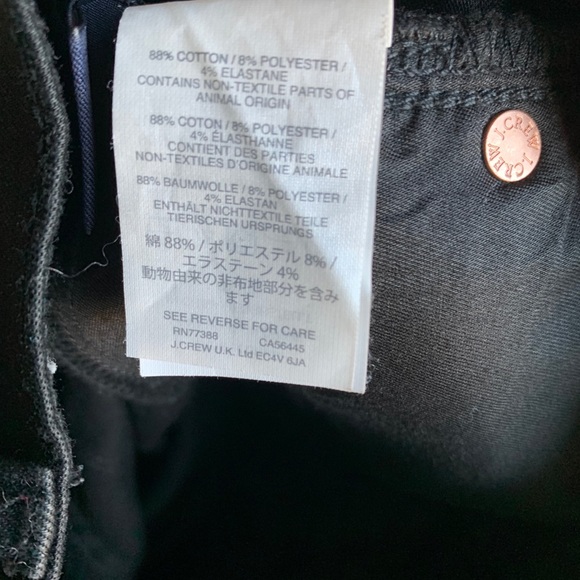 88% COTTON / 8% POLYESTER /
4% ELASTANE
CONTAINS NON-TEXTILE PARTS OF
ANIMAL ORIGIN
88% COTON / 8% POLYESTER /
4% ÉLASTHANNE
CONTIENT DES PARTIES
NON-TEXTILES D'ORIGINE ANIMALE
88% BAUMWOLLE / 8% POLYESTER /
4% ELASTAN
ENTHÄLT NICHTTEXTILE TEILE
TIERISCHEN URSPRUNGS
綿 88% / ポリエステル 8% /
エラステーン 4%
動物由来の非布地部分を含み
ます
SEE REVERSE FOR CARE
RN77388 CA56445
J.CREW U.K. Ltd EC4V 6JA
J.CREW J.CREW